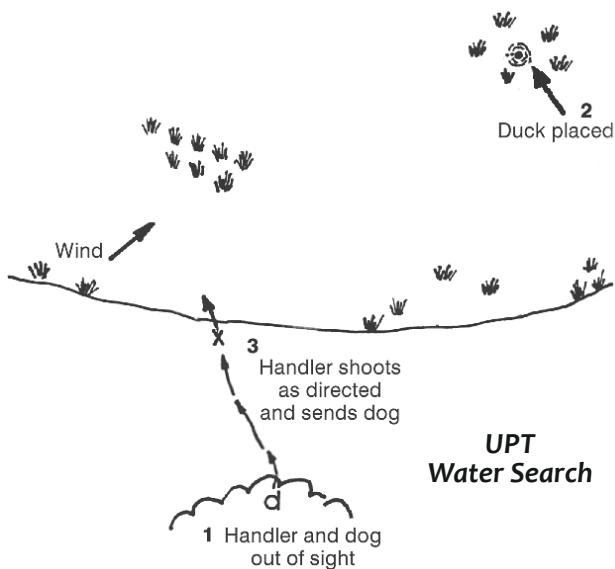 2
Duck placed
Wind
3
Handler shoots
as directed
and sends dog
UPT
Water Search
d
1 Handler and dog
out of sight